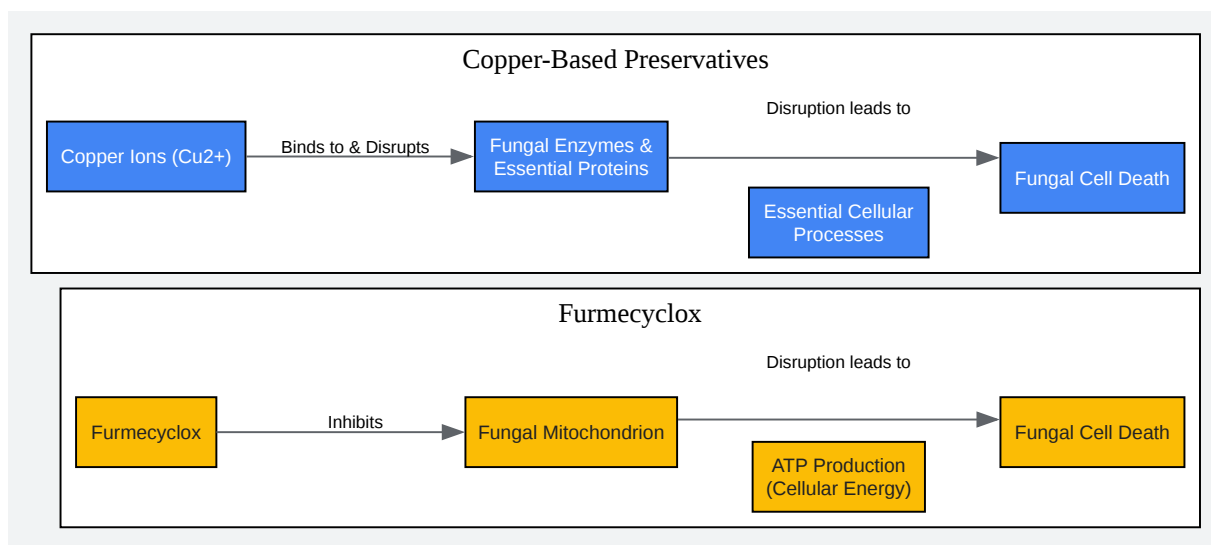 Copper-Based Preservatives
Disruption leads to
Copper Ions (Cu2+)
Binds to & Disrupts
Fungal Enzymes &
Essential Proteins
Fungal Cell Death
Essential Cellular
Processes
Furmecyclox
Disruption leads to
Furmecyclox
Inhibits
Fungal Mitochondrion
Fungal Cell Death
ATP Production
(Cellular Energy)